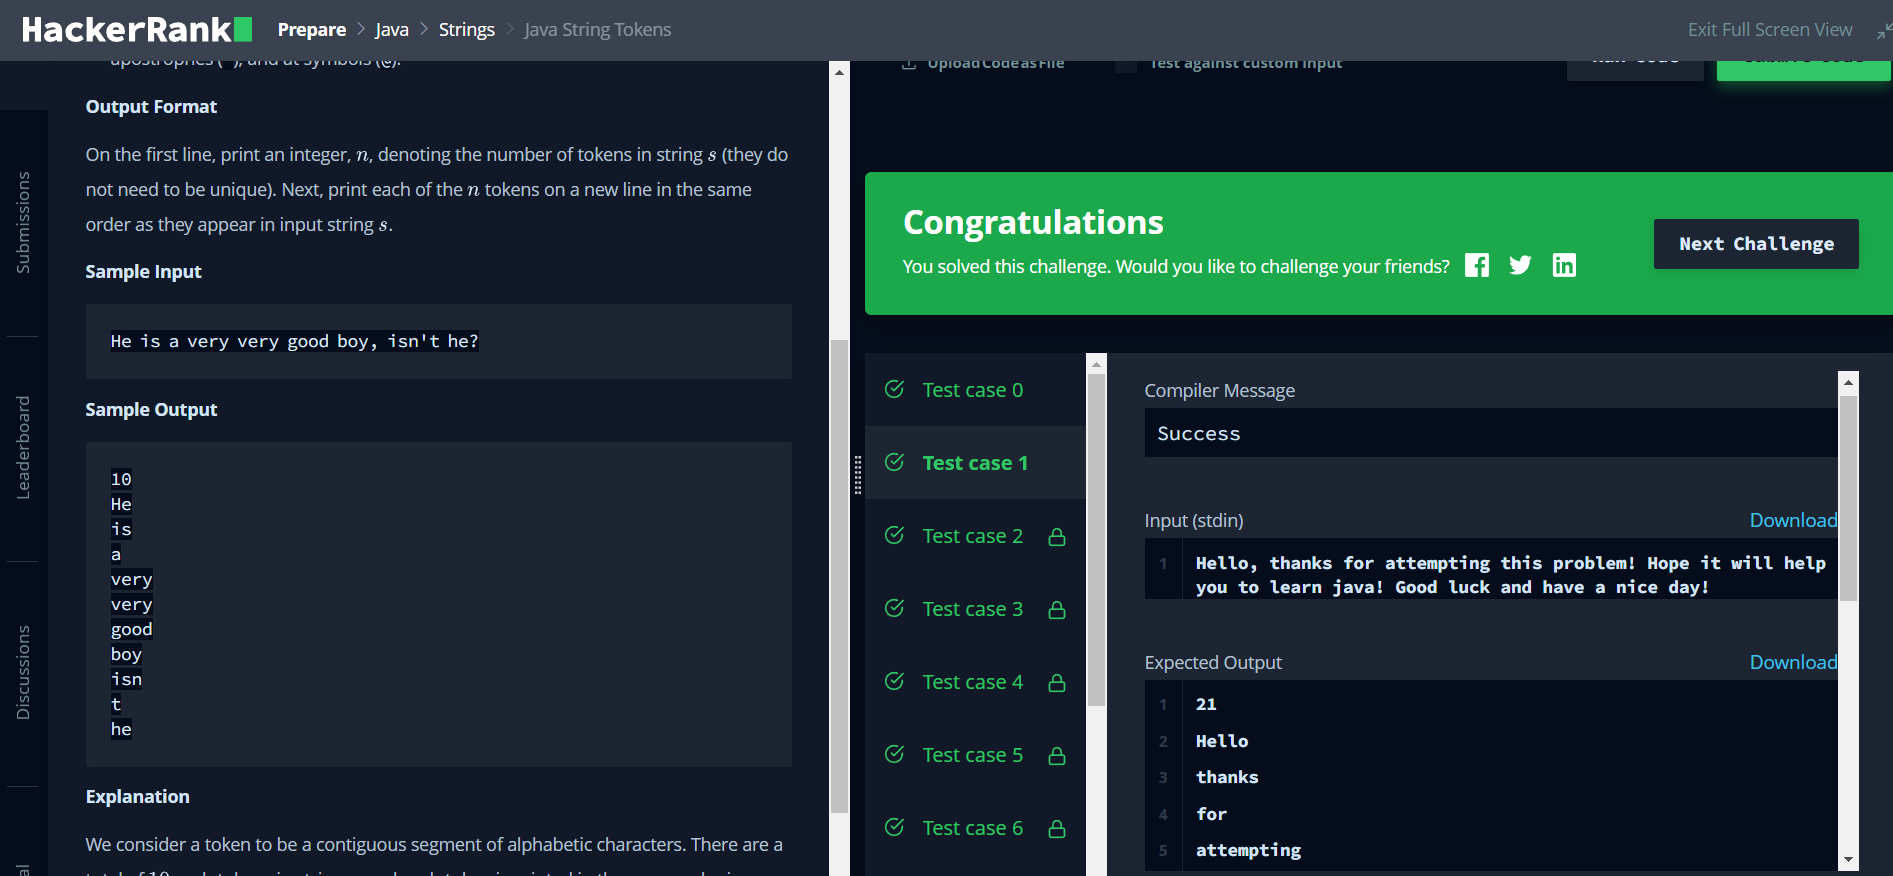 HackerRank
Prepare > Java > Strings > Java String Tokens
Exit Full Screen View
apostrophes ('), and at symbols (@).
Output Format
On the first line, print an integer, n, denoting the number of tokens in string s (they do
not need to be unique). Next, print each of the n tokens on a new line in the same
order as they appear in input string s.
Sample Input
He is a very very good boy, isn't he?
Sample Output
10
He
is
a
very
very
good
boy
isn
t
he
Explanation
We consider a token to be a contiguous segment of alphabetic characters. There are a
Submissions
Leaderboard
Discussions
Upload Code as File
Test against custom input
Run Code
Submit Code
Congratulations
You solved this challenge. Would you like to challenge your friends?
Next Challenge
Test case 0
Test case 1
Test case 2
Test case 3
Test case 4
Test case 5
Test case 6
Compiler Message
Success
Input (stdin)
Download
1 Hello, thanks for attempting this problem! Hope it will help
you to learn java! Good luck and have a nice day!
Expected Output
Download
1 21
2 Hello
3 thanks
4 for
5 attempting